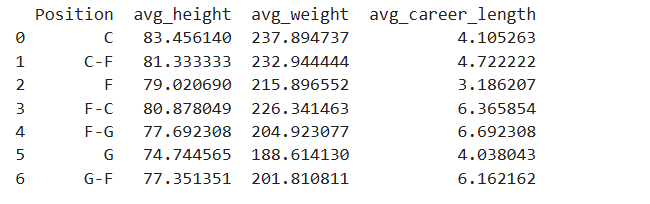 Position avg_height avg_weight avg_career_length
0 C 83.456140 237.894737 4.105263
1 C-F 81.333333 232.944444 4.722222
2 F 79.020690 215.896552 3.186207
3 F-C 80.878049 226.341463 6.365854
4 F-G 77.692308 204.923077 6.692308
5 G 74.744565 188.614130 4.038043
6 G-F 77.351351 201.810811 6.162162